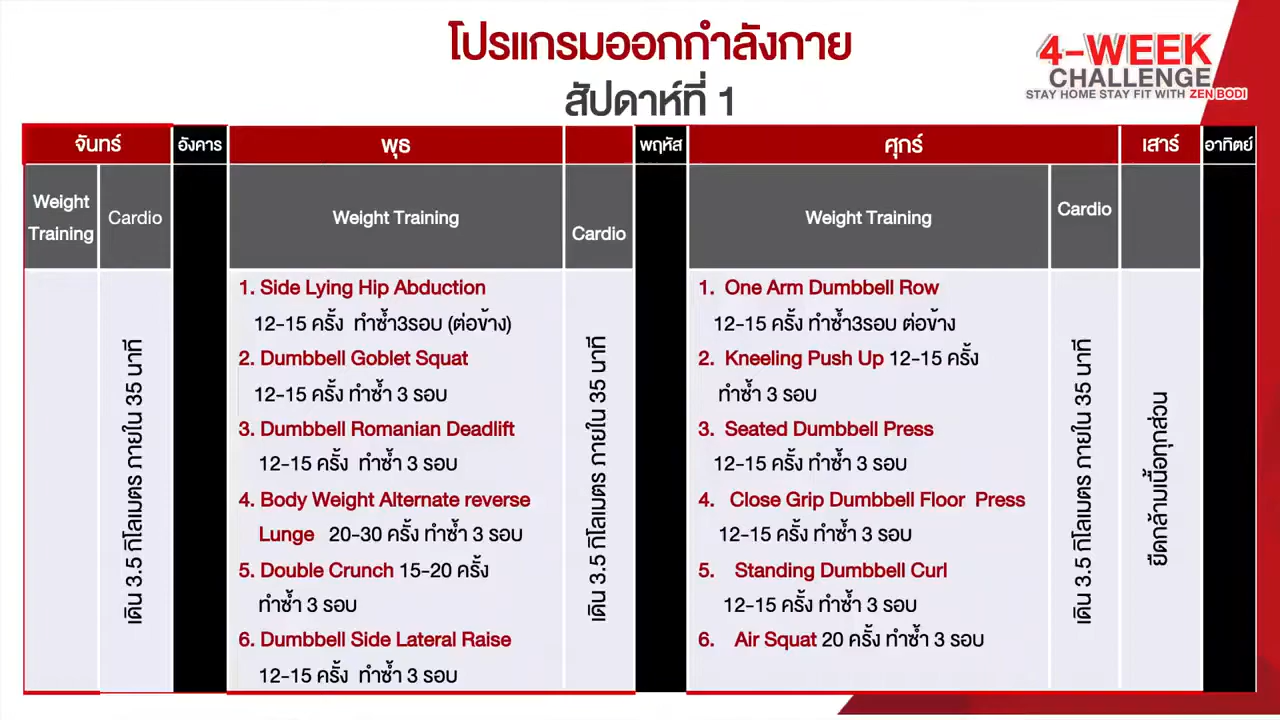 โปรแกรมออกกำลังกาย
สัปดาห์ที่ 1
4-WEEK
CHALLENGE
STAY HOME STAY FIT WITH ZEN BODI
จันทร์
อังคาร
พุธ
พฤหัส
ศุกร์
เสาร์
อาทิตย์
Weight
Training
Cardio
Weight Training
Cardio
Weight Training
Cardio
เดิน 3.5 กิโลเมตร ภายใน 35 นาที
1. Side Lying Hip Abduction
12-15 ครั้ง ทำซ้ำ3รอบ (ต่อข้าง)
2. Dumbbell Goblet Squat
12-15 ครั้ง ทำซ้ำ 3 รอบ
3. Dumbbell Romanian Deadlift
12-15 ครั้ง ทำซ้ำ 3 รอบ
4. Body Weight Alternate reverse
Lunge 20-30 ครั้ง ทำซ้ำ 3 รอบ
5. Double Crunch 15-20 ครั้ง
ทำซ้ำ 3 รอบ
6. Dumbbell Side Lateral Raise
12-15 ครั้ง ทำซ้ำ 3 รอบ
เดิน 3.5 กิโลเมตร ภายใน 35 นาที
1. One Arm Dumbbell Row
12-15 ครั้ง ทำซ้ำ3รอบ ต่อข้าง
2. Kneeling Push Up 12-15 ครั้ง
ทำซ้ำ 3 รอบ
3. Seated Dumbbell Press
12-15 ครั้ง ทำซ้ำ 3 รอบ
4. Close Grip Dumbbell Floor Press
12-15 ครั้ง ทำซ้ำ 3 รอบ
5. Standing Dumbbell Curl
12-15 ครั้ง ทำซ้ำ 3 รอบ
6. Air Squat 20 ครั้ง ทำซ้ำ 3 รอบ
เดิน 3.5 กิโลเมตร ภายใน 35 นาที
ยืดกล้ามเนื้อทุกส่วน